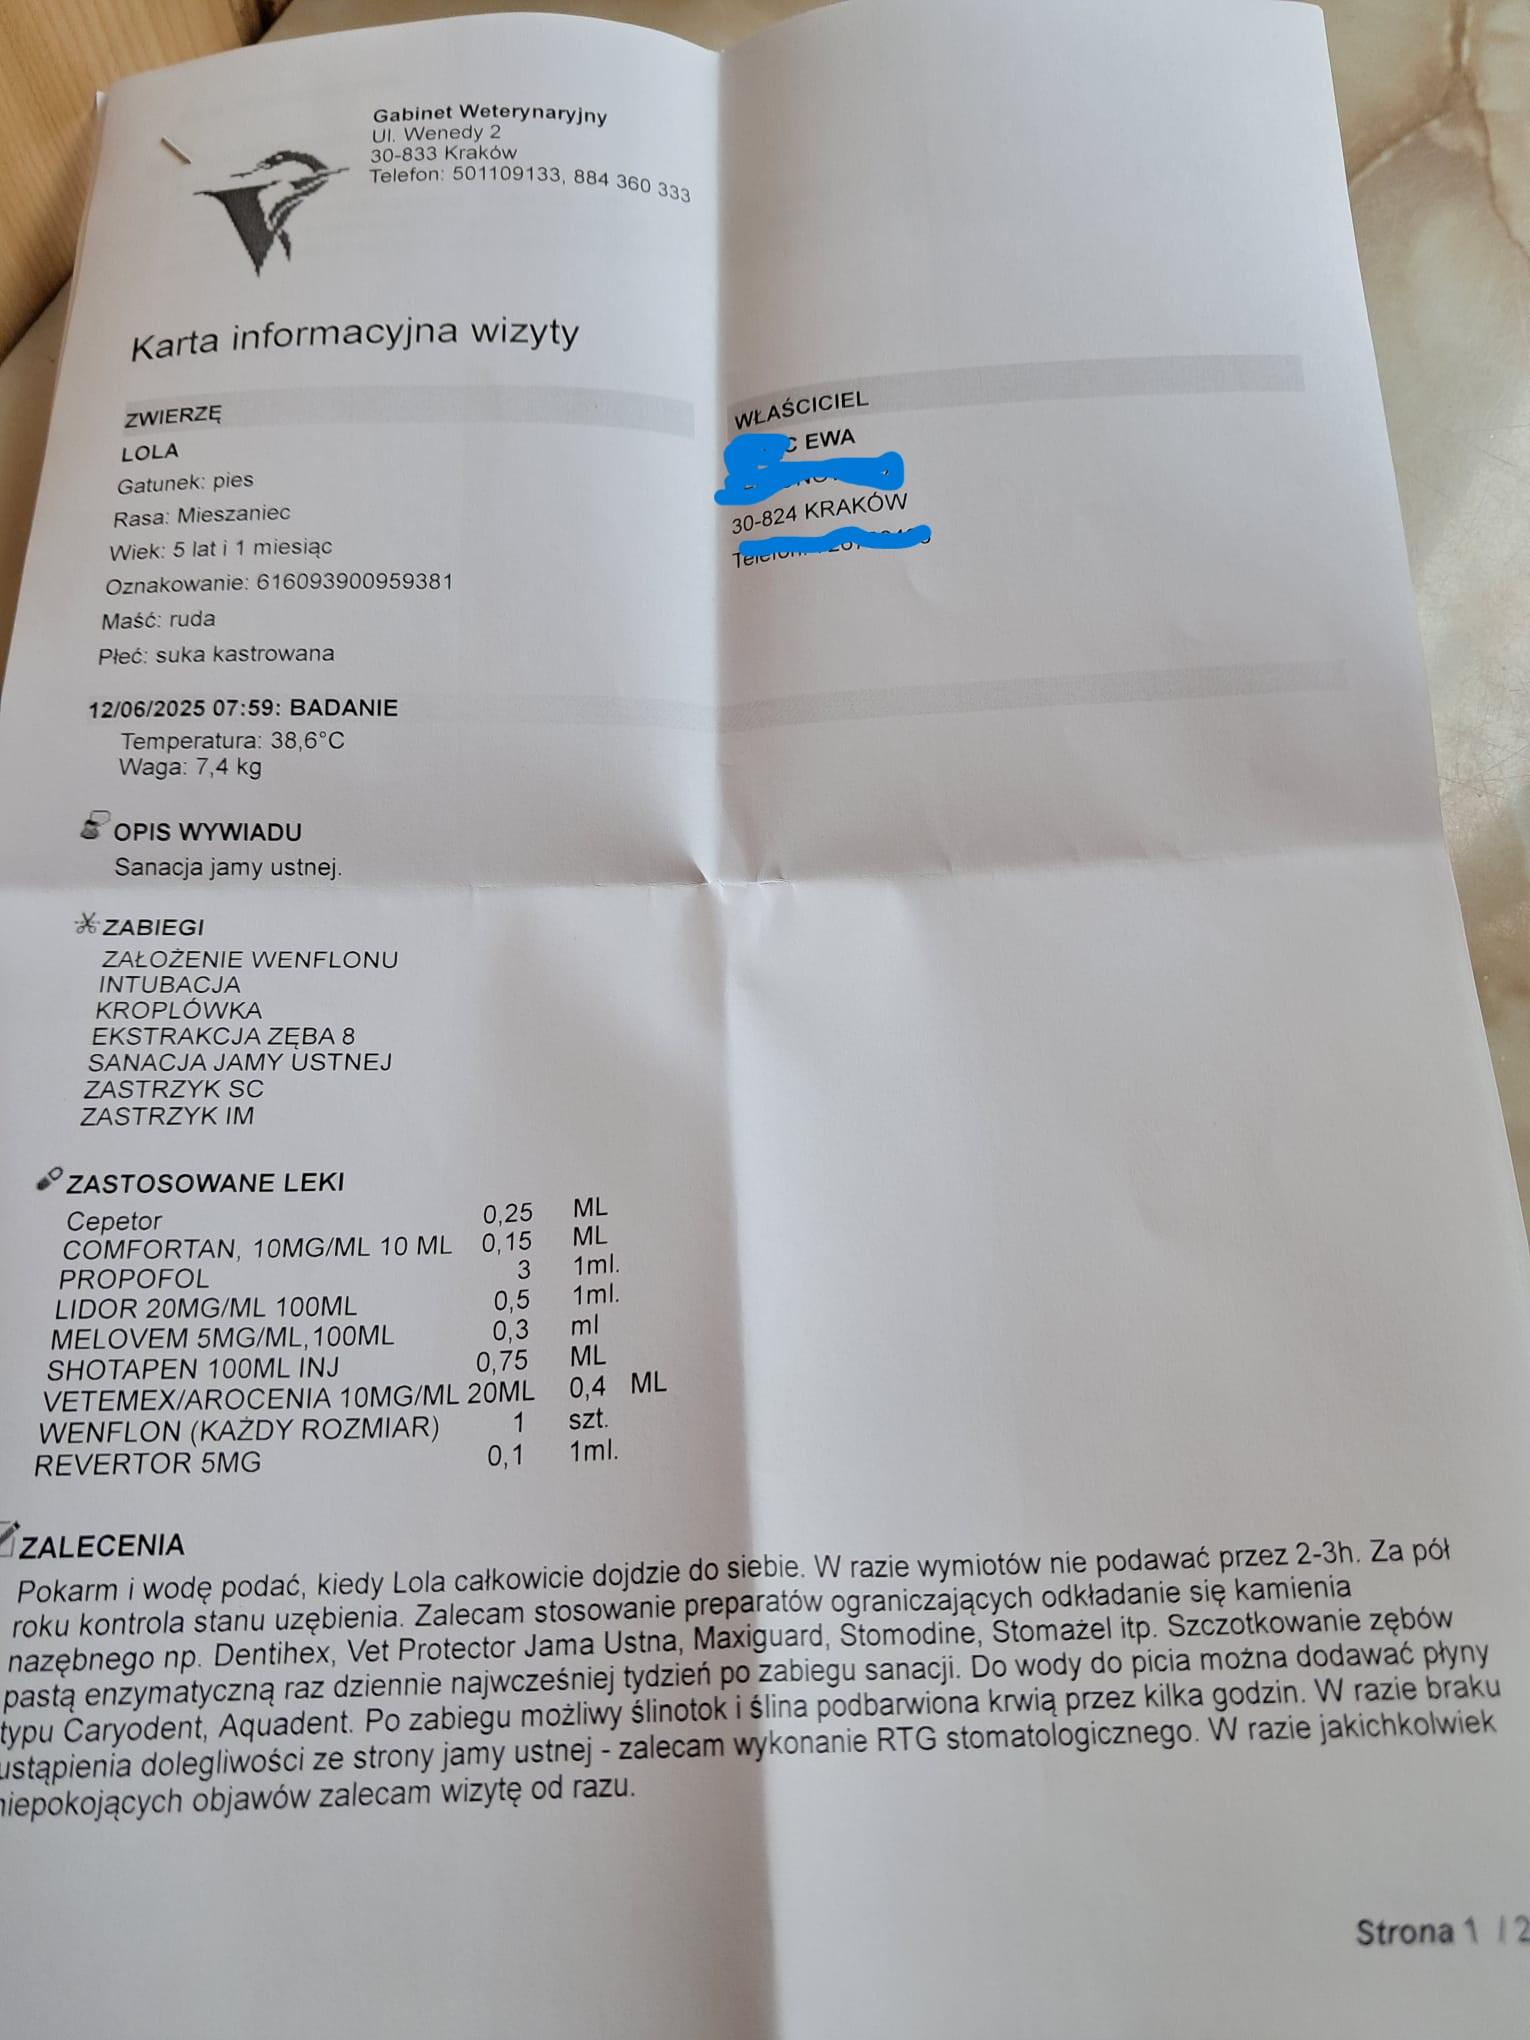 Gabinet Weterynaryjny
Ul. Wenedy 2
30-833 Kraków
Telefon: 501109133, 884 360 333
Karta informacyjna wizyty
ZWIERZĘ
LOLA
Gatunek: pies
Rasa: Mieszaniec
Wiek: 5 lat i 1 miesiąc
Oznakowanie: 616093900959381
Maść: ruda
Płeć: suka kastrowana
WŁAŚCICIEL
C EWA
30-824 KRAKÓW
Telefon:
12/06/2025 07:59: BADANIE
Temperatura: 38,6°C
Waga: 7,4 kg
OPIS WYWIADU
Sanacja jamy ustnej.
ZABIEGI
ZAŁOŻENIE WENFLONU
INTUBACJA
KROPLÓWKA
EKSTRAKCJA ZĘBA 8
SANACJA JAMY USTNEJ
ZASTRZYK SC
ZASTRZYK IM
ZASTOSOWANE LEKI
Cepetor 0,25 ML
COMFORTAN, 10MG/ML 10 ML 0,15 ML
PROPOFOL 3 1ml.
LIDOR 20MG/ML 100ML 0,5 1ml.
MELOVEM 5MG/ML,100ML 0,3 ml
SHOTAPEN 100ML INJ 0,75 ML
VETEMEX/AROCENIA 10MG/ML 20ML 0,4 ML
WENFLON (KAŻDY ROZMIAR) 1 szt.
REVERTOR 5MG 0,1 1ml.
ZALECENIA
Pokarm i wodę podać, kiedy Lola całkowicie dojdzie do siebie. W razie wymiotów nie podawać przez 2-3h. Za pół
roku kontrola stanu uzębienia. Zalecam stosowanie preparatów ograniczających odkładanie się kamienia
nazębnego np. Dentihex, Vet Protector Jama Ustna, Maxiguard, Stomodine, Stomażel itp. Szczotkowanie zębów
pastą enzymatyczną raz dziennie najwcześniej tydzień po zabiegu sanacji. Do wody do picia można dodawać płyny
typu Caryodent, Aquadent. Po zabiegu możliwy ślinotok i ślina podbarwiona krwią przez kilka godzin. W razie braku
ustąpienia dolegliwości ze strony jamy ustnej - zalecam wykonanie RTG stomatologicznego. W razie jakichkolwiek
niepokojących objawów zalecam wizytę od razu.
Strona 1 / 2